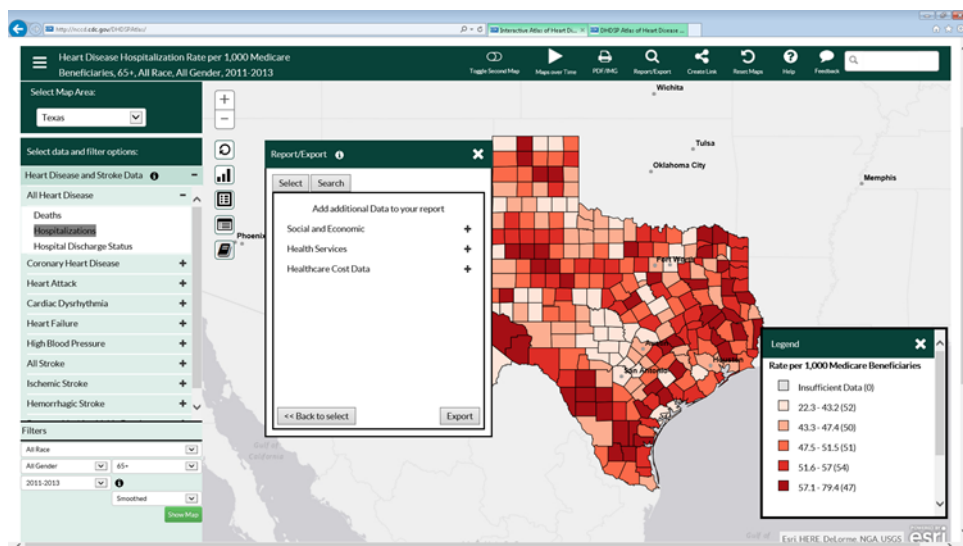 http://nccd.cdc.gov/DHDSPAtlas/
Interactive Atlas of Heart Di...
DHDSP Atlas of Heart Disease ...
Heart Disease Hospitalization Rate per 1,000 Medicare
Beneficiaries, 65+, All Race, All Gender, 2011-2013
Toggle Second Map
Maps over Time
PDF/IMG
Report/Export
Create Link
Reset Maps
Help
Feedback
Select Map Area:
Texas
Select data and filter options:
Heart Disease and Stroke Data
All Heart Disease
Deaths
Hospitalizations
Hospital Discharge Status
Coronary Heart Disease
Heart Attack
Cardiac Dysrhythmia
Heart Failure
High Blood Pressure
All Stroke
Ischemic Stroke
Hemorrhagic Stroke
Filters
All Race
All Gender
65+
2011-2013
Smoothed
Show Map
Report/Export
Select
Search
Add additional Data to your report
Social and Economic
Health Services
Healthcare Cost Data
<< Back to select
Export
Wichita
Tulsa
Oklahoma City
Memphis
Phoenix
Fort Worth
Austin
San Antonio
Houston
Gulf of
California
Legend
Rate per 1,000 Medicare Beneficiaries
Insufficient Data (0)
22.3 - 43.2 (52)
43.3 - 47.4 (50)
47.5 - 51.5 (51)
51.6 - 57 (54)
57.1 - 79.4 (47)
Gulf of
Esri, HERE, DeLorme, NGA, USGS
esri